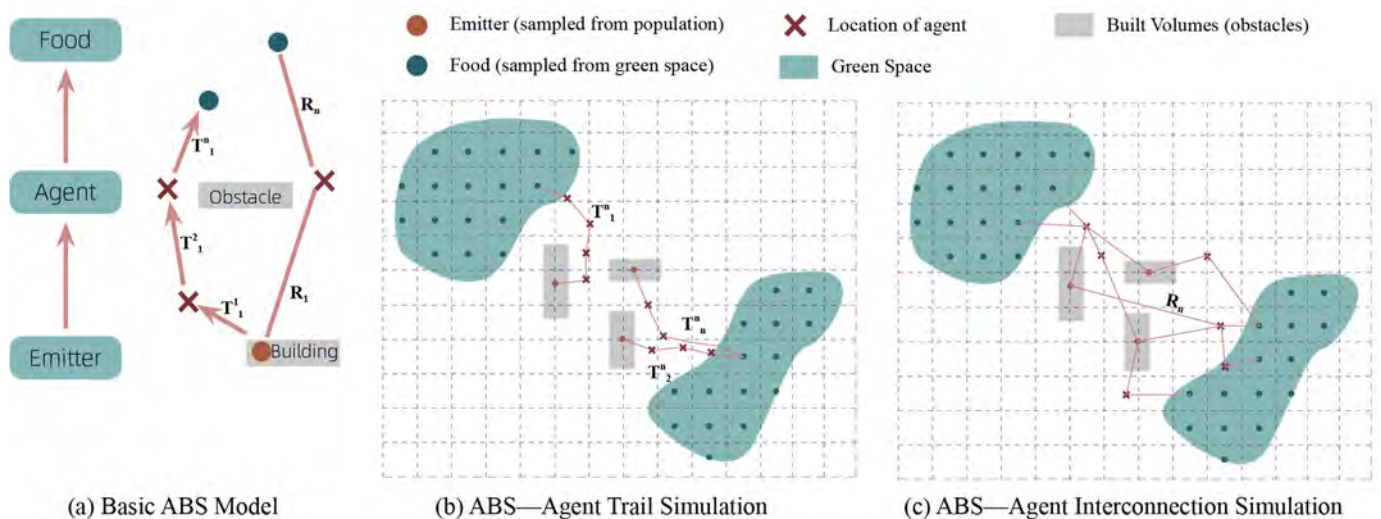 Food
Agent
Emitter
R_n
T^n_1
Obstacle
T^2_1
R_1
T^1_1
Building
(a) Basic ABS Model
Emitter (sampled from population)
Location of agent
Built Volumes (obstacles)
Food (sampled from green space)
Green Space
T^n_1
T^n_n
T^n_2
(b) ABS—Agent Trail Simulation
R_n
(c) ABS—Agent Interconnection Simulation